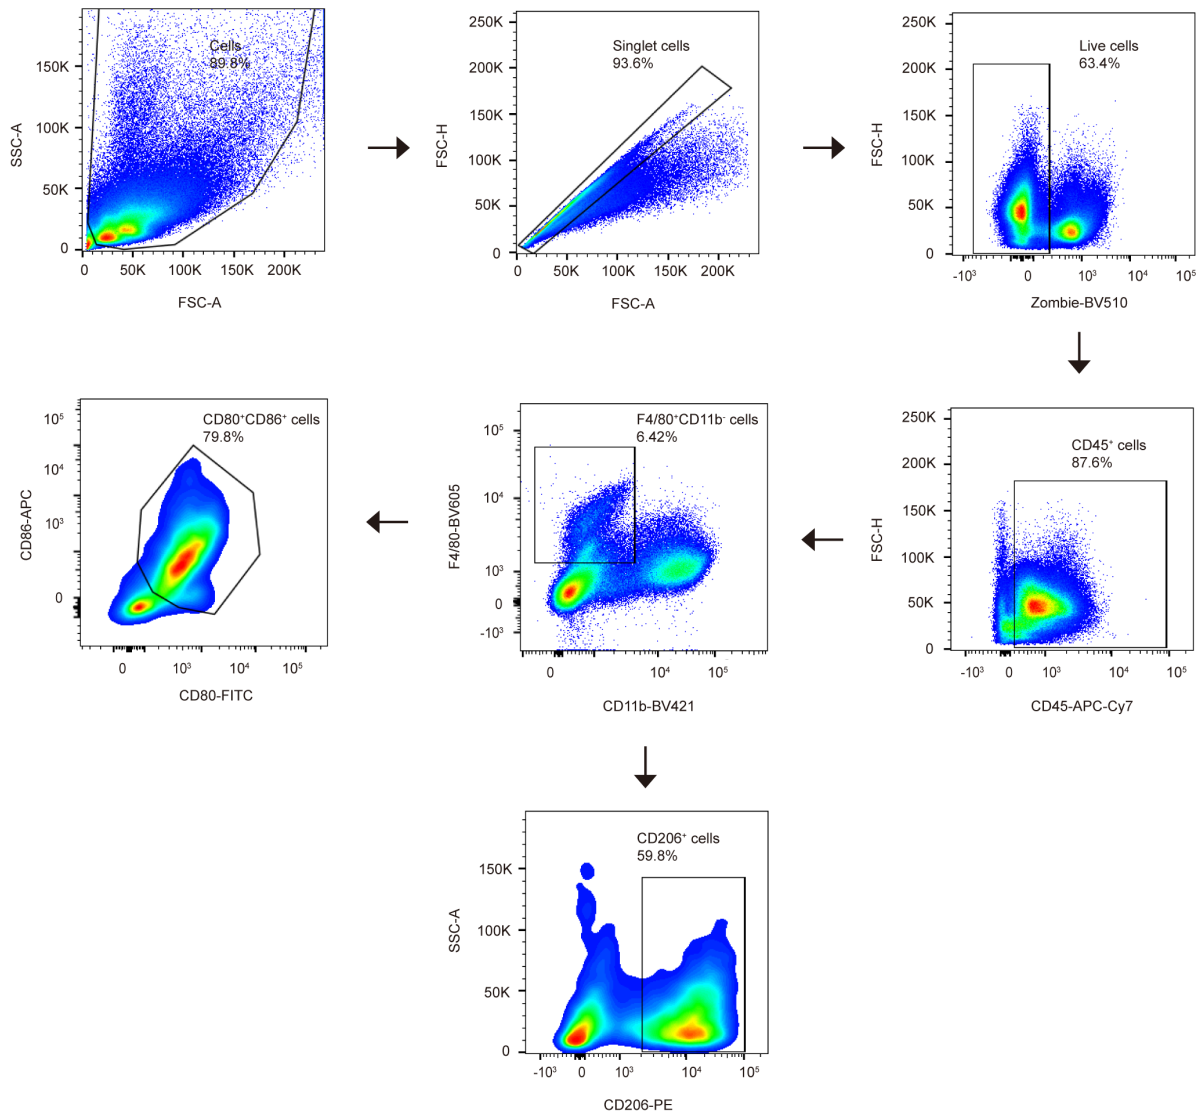 Cells
89.8%
150K
100K
50K
0
SSC-A
0
50K
100K
150K
200K
FSC-A
Singlet cells
93.6%
250K
200K
150K
100K
50K
0
FSC-H
0
50K
100K
150K
200K
FSC-A
Live cells
63.4%
250K
200K
150K
100K
50K
0
FSC-H
-10³
0
10³
10⁴
10⁵
Zombie-BV510
CD80⁺CD86⁺ cells
79.8%
10⁵
10⁴
10³
0
CD86-APC
0
10³
10⁴
10⁵
CD80-FITC
F4/80⁺CD11b⁻ cells
6.42%
10⁵
10⁴
10³
0
-10³
F4/80-BV605
0
10⁴
10⁵
CD11b-BV421
CD45⁺ cells
87.6%
250K
200K
150K
100K
50K
0
FSC-H
-10³
0
10³
10⁴
10⁵
CD45-APC-Cy7
CD206⁺ cells
59.8%
150K
100K
50K
0
SSC-A
-10³
0
10³
10⁴
10⁵
CD206-PE